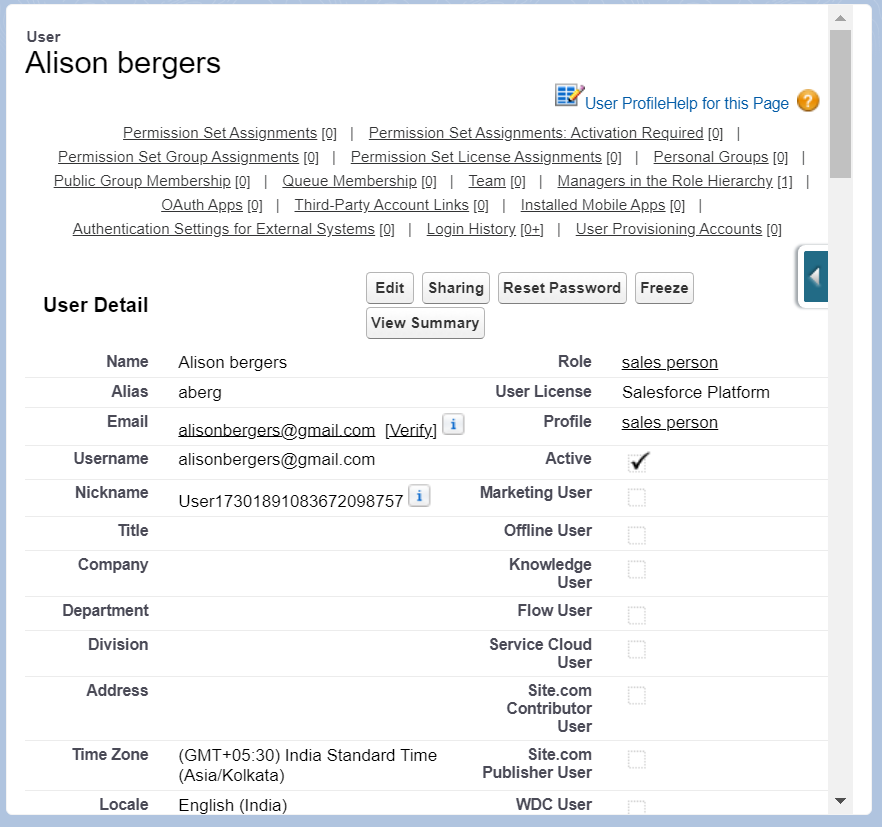 User
Alison bergers
User ProfileHelp for this Page ?
Permission Set Assignments [0] | Permission Set Assignments: Activation Required [0] |
Permission Set Group Assignments [0] | Permission Set License Assignments [0] | Personal Groups [0] |
Public Group Membership [0] | Queue Membership [0] | Team [0] | Managers in the Role Hierarchy [1] |
OAuth Apps [0] | Third-Party Account Links [0] | Installed Mobile Apps [0] |
Authentication Settings for External Systems [0] | Login History [0+] | User Provisioning Accounts [0]
User Detail
Edit Sharing Reset Password Freeze
View Summary
Name Alison bergers Role sales person
Alias aberg User License Salesforce Platform
Email alisonbergers@gmail.com [Verify] i Profile sales person
Username alisonbergers@gmail.com Active
Nickname User17301891083672098757 i Marketing User
Title Offline User
Company Knowledge
User
Department Flow User
Division Service Cloud
User
Address Site.com
Contributor
User
Time Zone (GMT+05:30) India Standard Time Site.com
(Asia/Kolkata) Publisher User
Locale English (India) WDC User